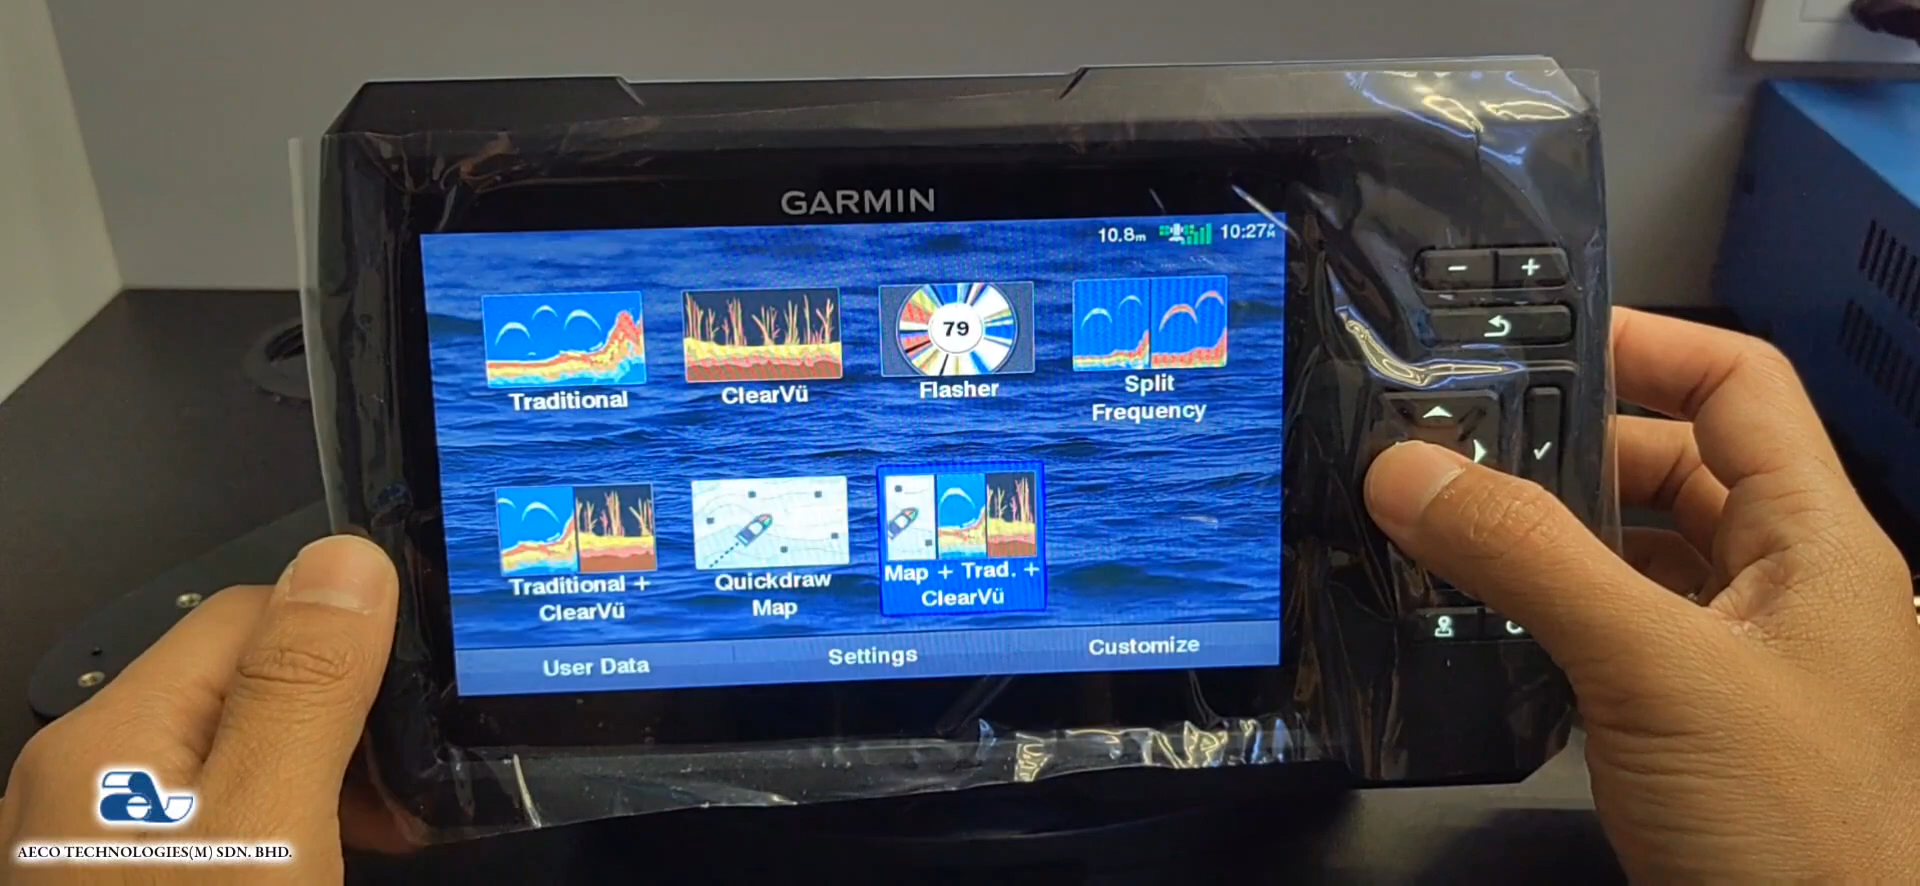 GARMIN
10.8m 10:27PM
79
Traditional
ClearVü
Flasher
Split
Frequency
Traditional +
ClearVü
Quickdraw
Map
Map + Trad. +
ClearVü
User Data
Settings
Customize
AECO TECHNOLOGIES(M) SDN. BHD.